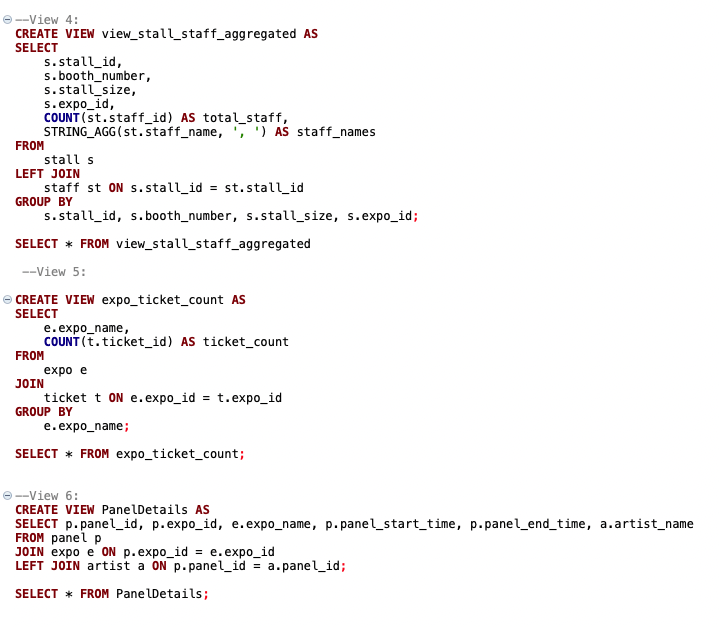 --View 4:
CREATE VIEW view_stall_staff_aggregated AS
SELECT
    s.stall_id,
    s.booth_number,
    s.stall_size,
    s.expo_id,
    COUNT(st.staff_id) AS total_staff,
    STRING_AGG(st.staff_name, ', ') AS staff_names
FROM
    stall s
LEFT JOIN
    staff st ON s.stall_id = st.stall_id
GROUP BY
    s.stall_id, s.booth_number, s.stall_size, s.expo_id;

SELECT * FROM view_stall_staff_aggregated

 --View 5:

CREATE VIEW expo_ticket_count AS
SELECT
    e.expo_name,
    COUNT(t.ticket_id) AS ticket_count
FROM
    expo e
JOIN
    ticket t ON e.expo_id = t.expo_id
GROUP BY
    e.expo_name;

SELECT * FROM expo_ticket_count;

--View 6:
CREATE VIEW PanelDetails AS
SELECT p.panel_id, p.expo_id, e.expo_name, p.panel_start_time, p.panel_end_time, a.artist_name
FROM panel p
JOIN expo e ON p.expo_id = e.expo_id
LEFT JOIN artist a ON p.panel_id = a.panel_id;

SELECT * FROM PanelDetails;